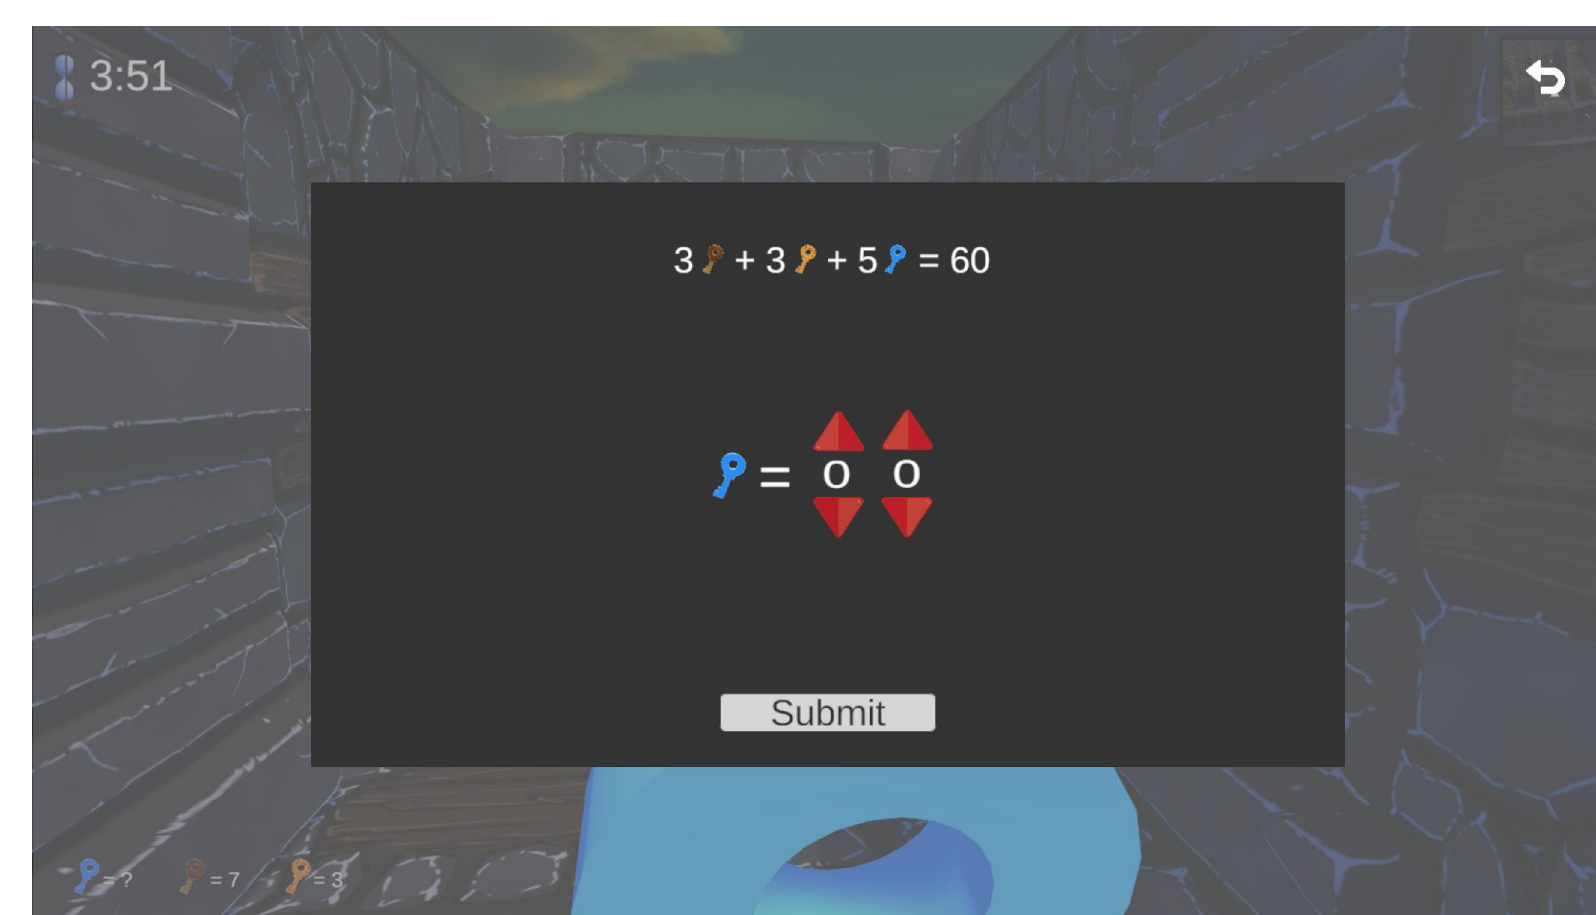 3:51
3 + 3 + 5 = 60
= 0 0
Submit
= ? = 7 = 3